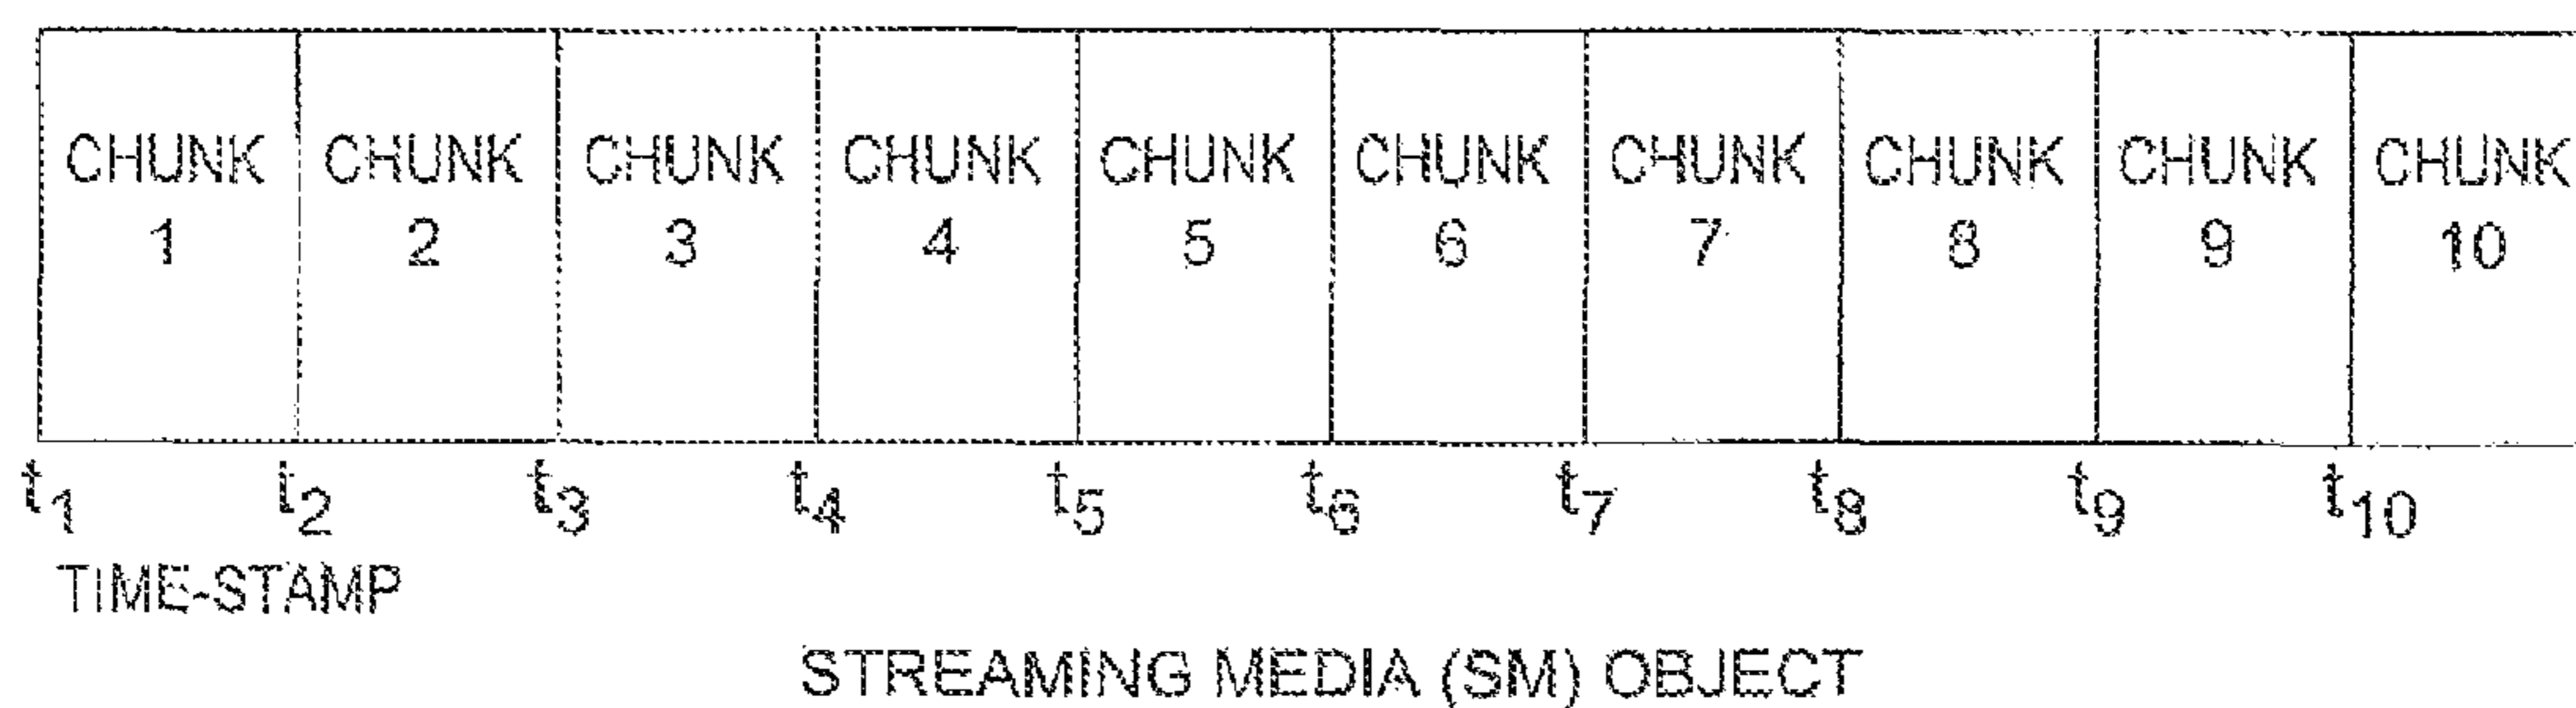 CHUNK CHUNK CHUNK CHUNK CHUNK CHUNK CHUNK CHUNK CHUNK CHUNK
1 2 3 4 5 6 7 8 9 10
t1 t2 t3 t4 t5 t6 t7 t8 t9 t10
TIME-STAMP
STREAMING MEDIA (SM) OBJECT